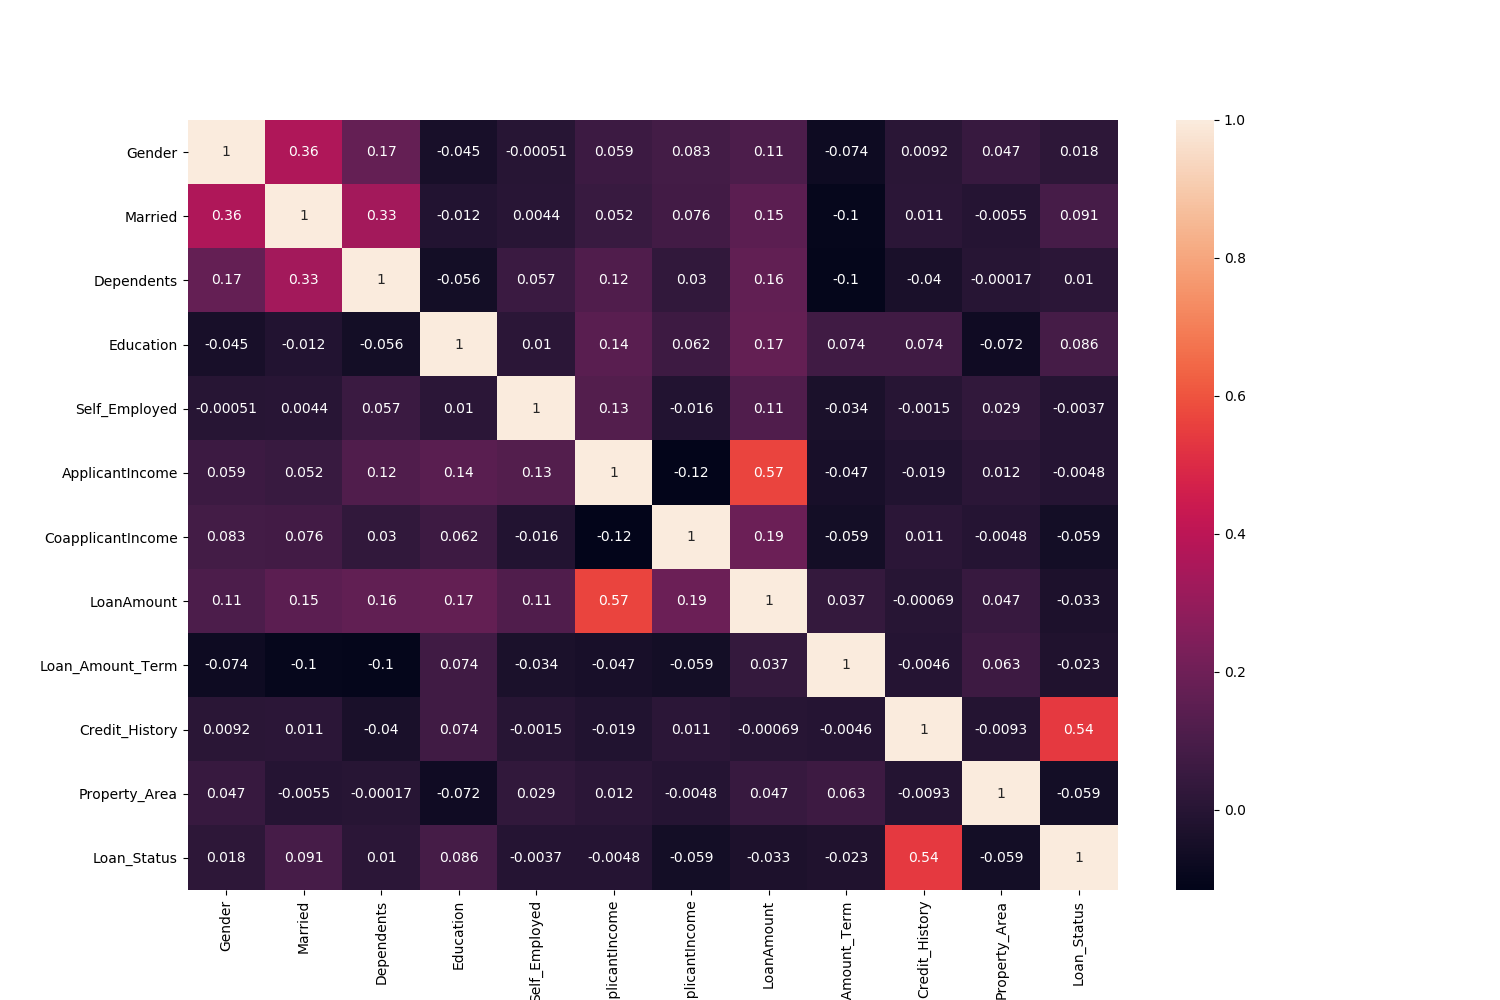 1.0
Gender 1 0.36 0.17 -0.045 -0.00051 0.059 0.083 0.11 -0.074 0.0092 0.047 0.018
Married 0.36 1 0.33 -0.012 0.0044 0.052 0.076 0.15 -0.1 0.011 -0.0055 0.091
0.8
Dependents 0.17 0.33 1 -0.056 0.057 0.12 0.03 0.16 -0.1 -0.04 -0.00017 0.01
Education -0.045 -0.012 -0.056 1 0.01 0.14 0.062 0.17 0.074 0.074 -0.072 0.086
0.6
Self_Employed -0.00051 0.0044 0.057 0.01 1 0.13 -0.016 0.11 -0.034 -0.0015 0.029 -0.0037
ApplicantIncome 0.059 0.052 0.12 0.14 0.13 1 -0.12 0.57 -0.047 -0.019 0.012 -0.0048
0.4
CoapplicantIncome 0.083 0.076 0.03 0.062 -0.016 -0.12 1 0.19 -0.059 0.011 -0.0048 -0.059
LoanAmount 0.11 0.15 0.16 0.17 0.11 0.57 0.19 1 0.037 -0.00069 0.047 -0.033
Loan_Amount_Term -0.074 -0.1 -0.1 0.074 -0.034 -0.047 -0.059 0.037 1 -0.0046 0.063 -0.023
0.2
Credit_History 0.0092 0.011 -0.04 0.074 -0.0015 -0.019 0.011 -0.00069 -0.0046 1 -0.0093 0.54
Property_Area 0.047 -0.0055 -0.00017 -0.072 0.029 0.012 -0.0048 0.047 0.063 -0.0093 1 -0.059
0.0
Loan_Status 0.018 0.091 0.01 0.086 -0.0037 -0.0048 -0.059 -0.033 -0.023 0.54 -0.059 1
Gender
Married
Dependents
Education
Self_Employed
plicantIncome
plicantIncome
LoanAmount
Amount_Term
Credit_History
Property_Area
Loan_Status